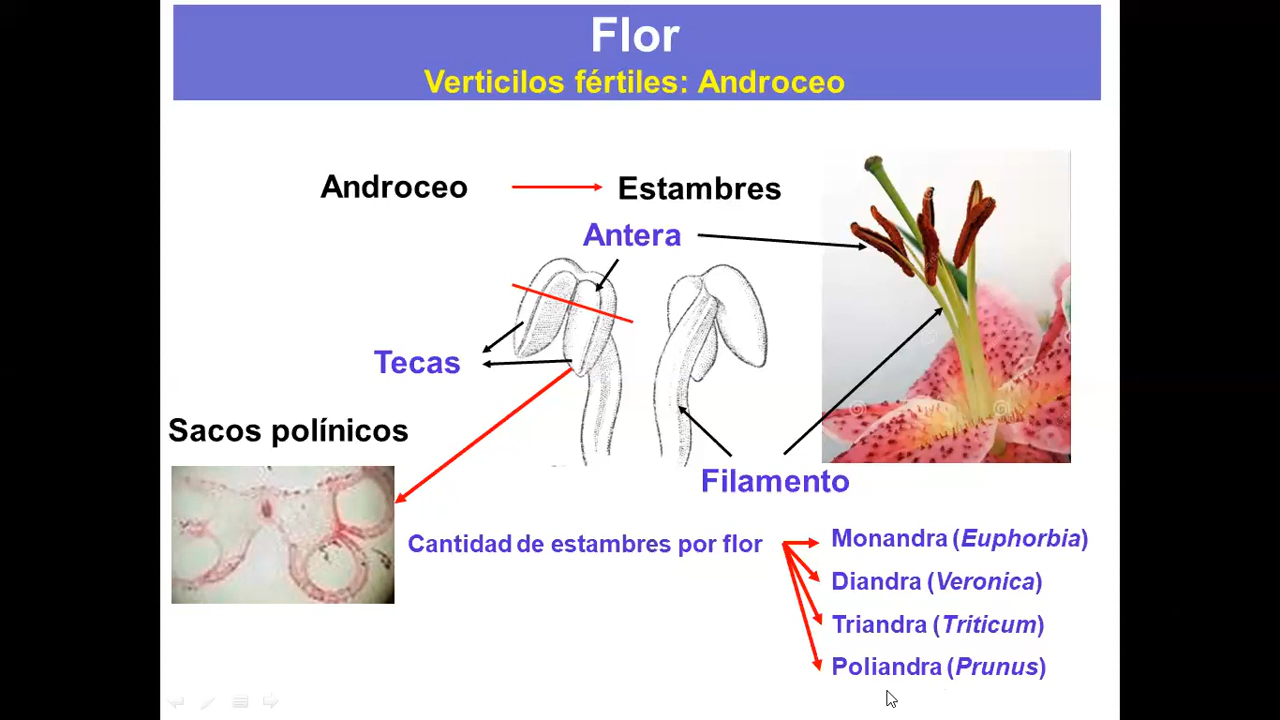 Flor
Verticilos fértiles: Androceo
Androceo
Estambres
Antera
Tecas
Sacos polínicos
Filamento
Cantidad de estambres por flor
Monandra (Euphorbia)
Diandra (Veronica)
Triandra (Triticum)
Poliandra (Prunus)